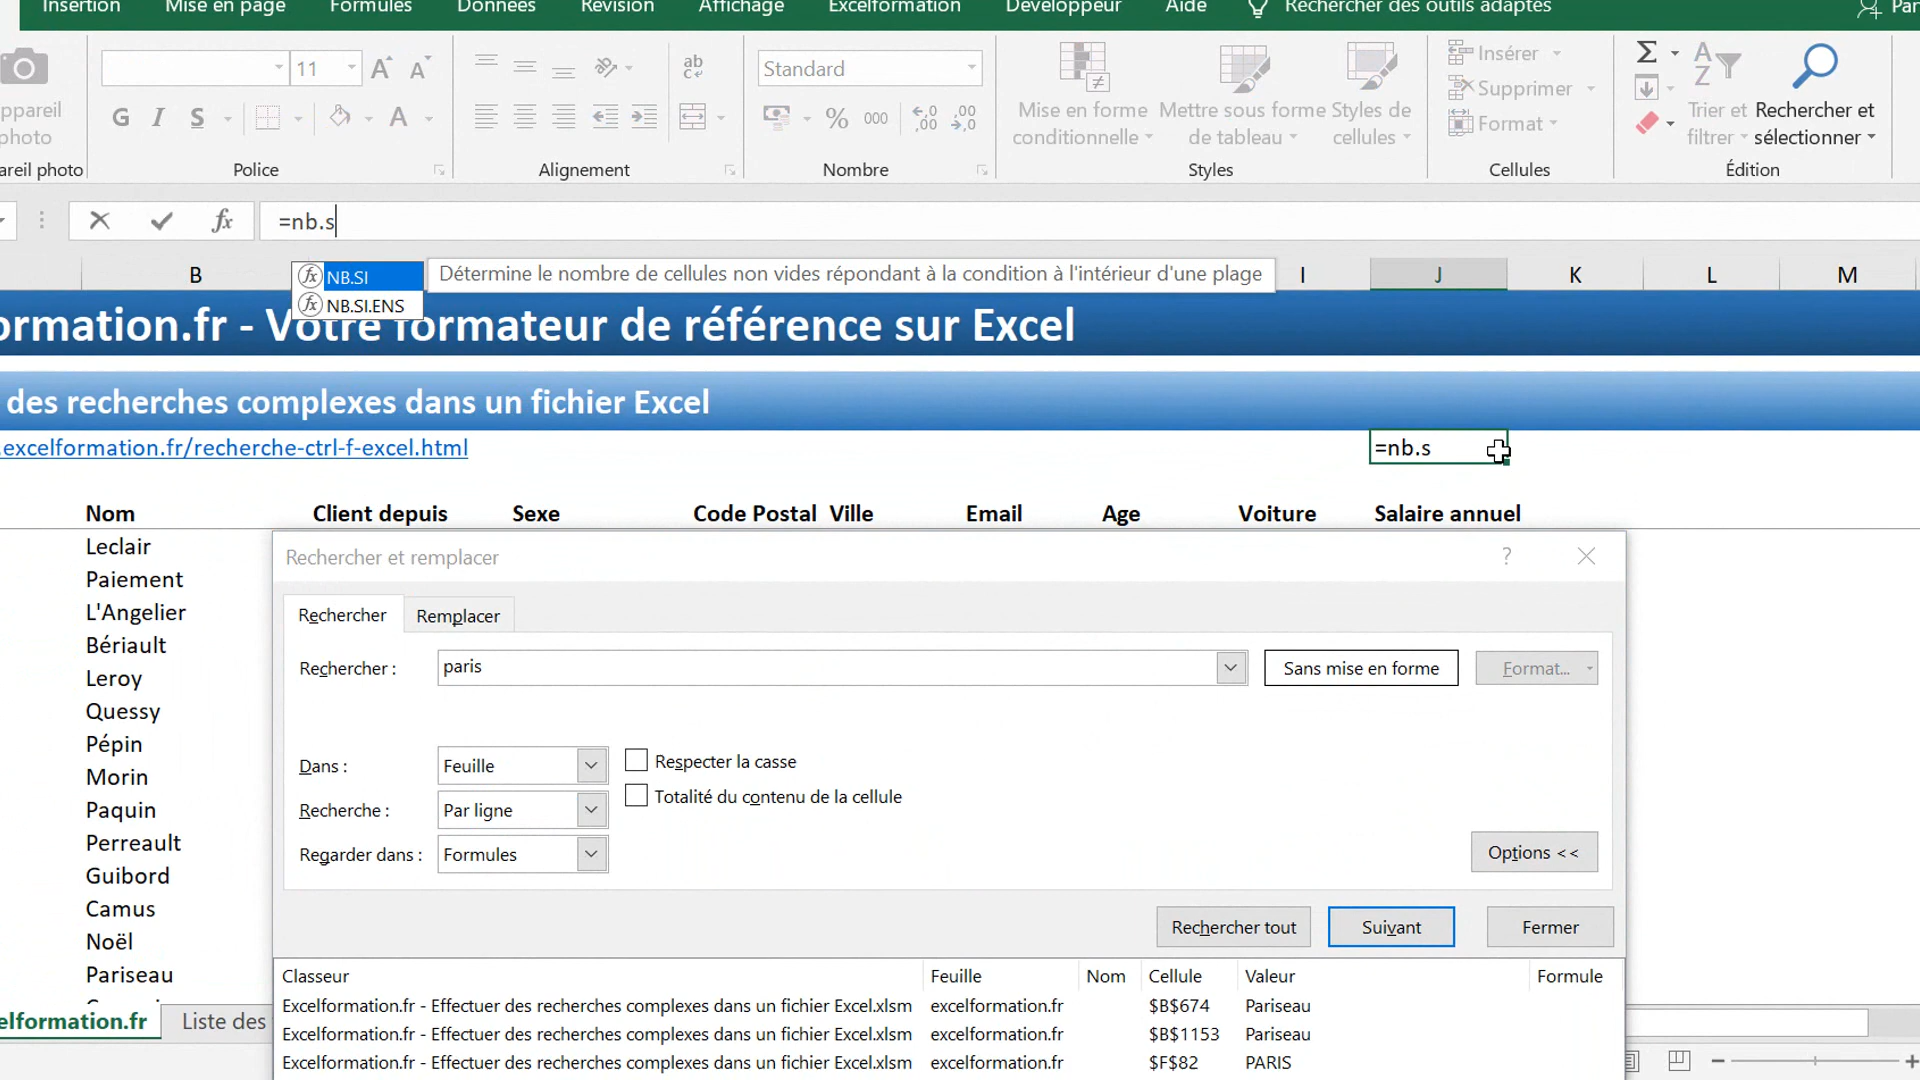 Insertion Mise en page Formules Données Révision Affichage Excelformation Développeur Aide Rechercher des outils adaptés
11 Standard Insérer
Supprimer
Format
ppareil
photo
G I S A % 000
Mise en forme
conditionnelle
Mettre sous forme
de tableau
Styles de
cellules
Trier et
filtrer
Rechercher et
sélectionner
areil photo Police Alignement Nombre Styles Cellules Édition
fx =nb.s
B I J K L M
NB.SI Détermine le nombre de cellules non vides répondant à la condition à l'intérieur d'une plage
NB.SI.ENS
ormation.fr - Votre formateur de référence sur Excel
des recherches complexes dans un fichier Excel
.excelformation.fr/recherche-ctrl-f-excel.html =nb.s
Nom Client depuis Sexe Code Postal Ville Email Age Voiture Salaire annuel
Leclair
Paiement
L'Angelier
Bériault
Leroy
Quessy
Pépin
Morin
Paquin
Perreault
Guibord
Camus
Noël
Pariseau
Rechercher et remplacer ?
Rechercher Remplacer
Rechercher : paris Sans mise en forme Format...
Dans : Feuille Respecter la casse
Totalité du contenu de la cellule
Recherche : Par ligne
Regarder dans : Formules Options <<
Rechercher tout Suivant Fermer
Classeur Feuille Nom Cellule Valeur Formule
Excelformation.fr - Effectuer des recherches complexes dans un fichier Excel.xlsm excelformation.fr $B$674 Pariseau
Excelformation.fr - Effectuer des recherches complexes dans un fichier Excel.xlsm excelformation.fr $B$1153 Pariseau
Excelformation.fr - Effectuer des recherches complexes dans un fichier Excel.xlsm excelformation.fr $F$82 PARIS
elformation.fr Liste des